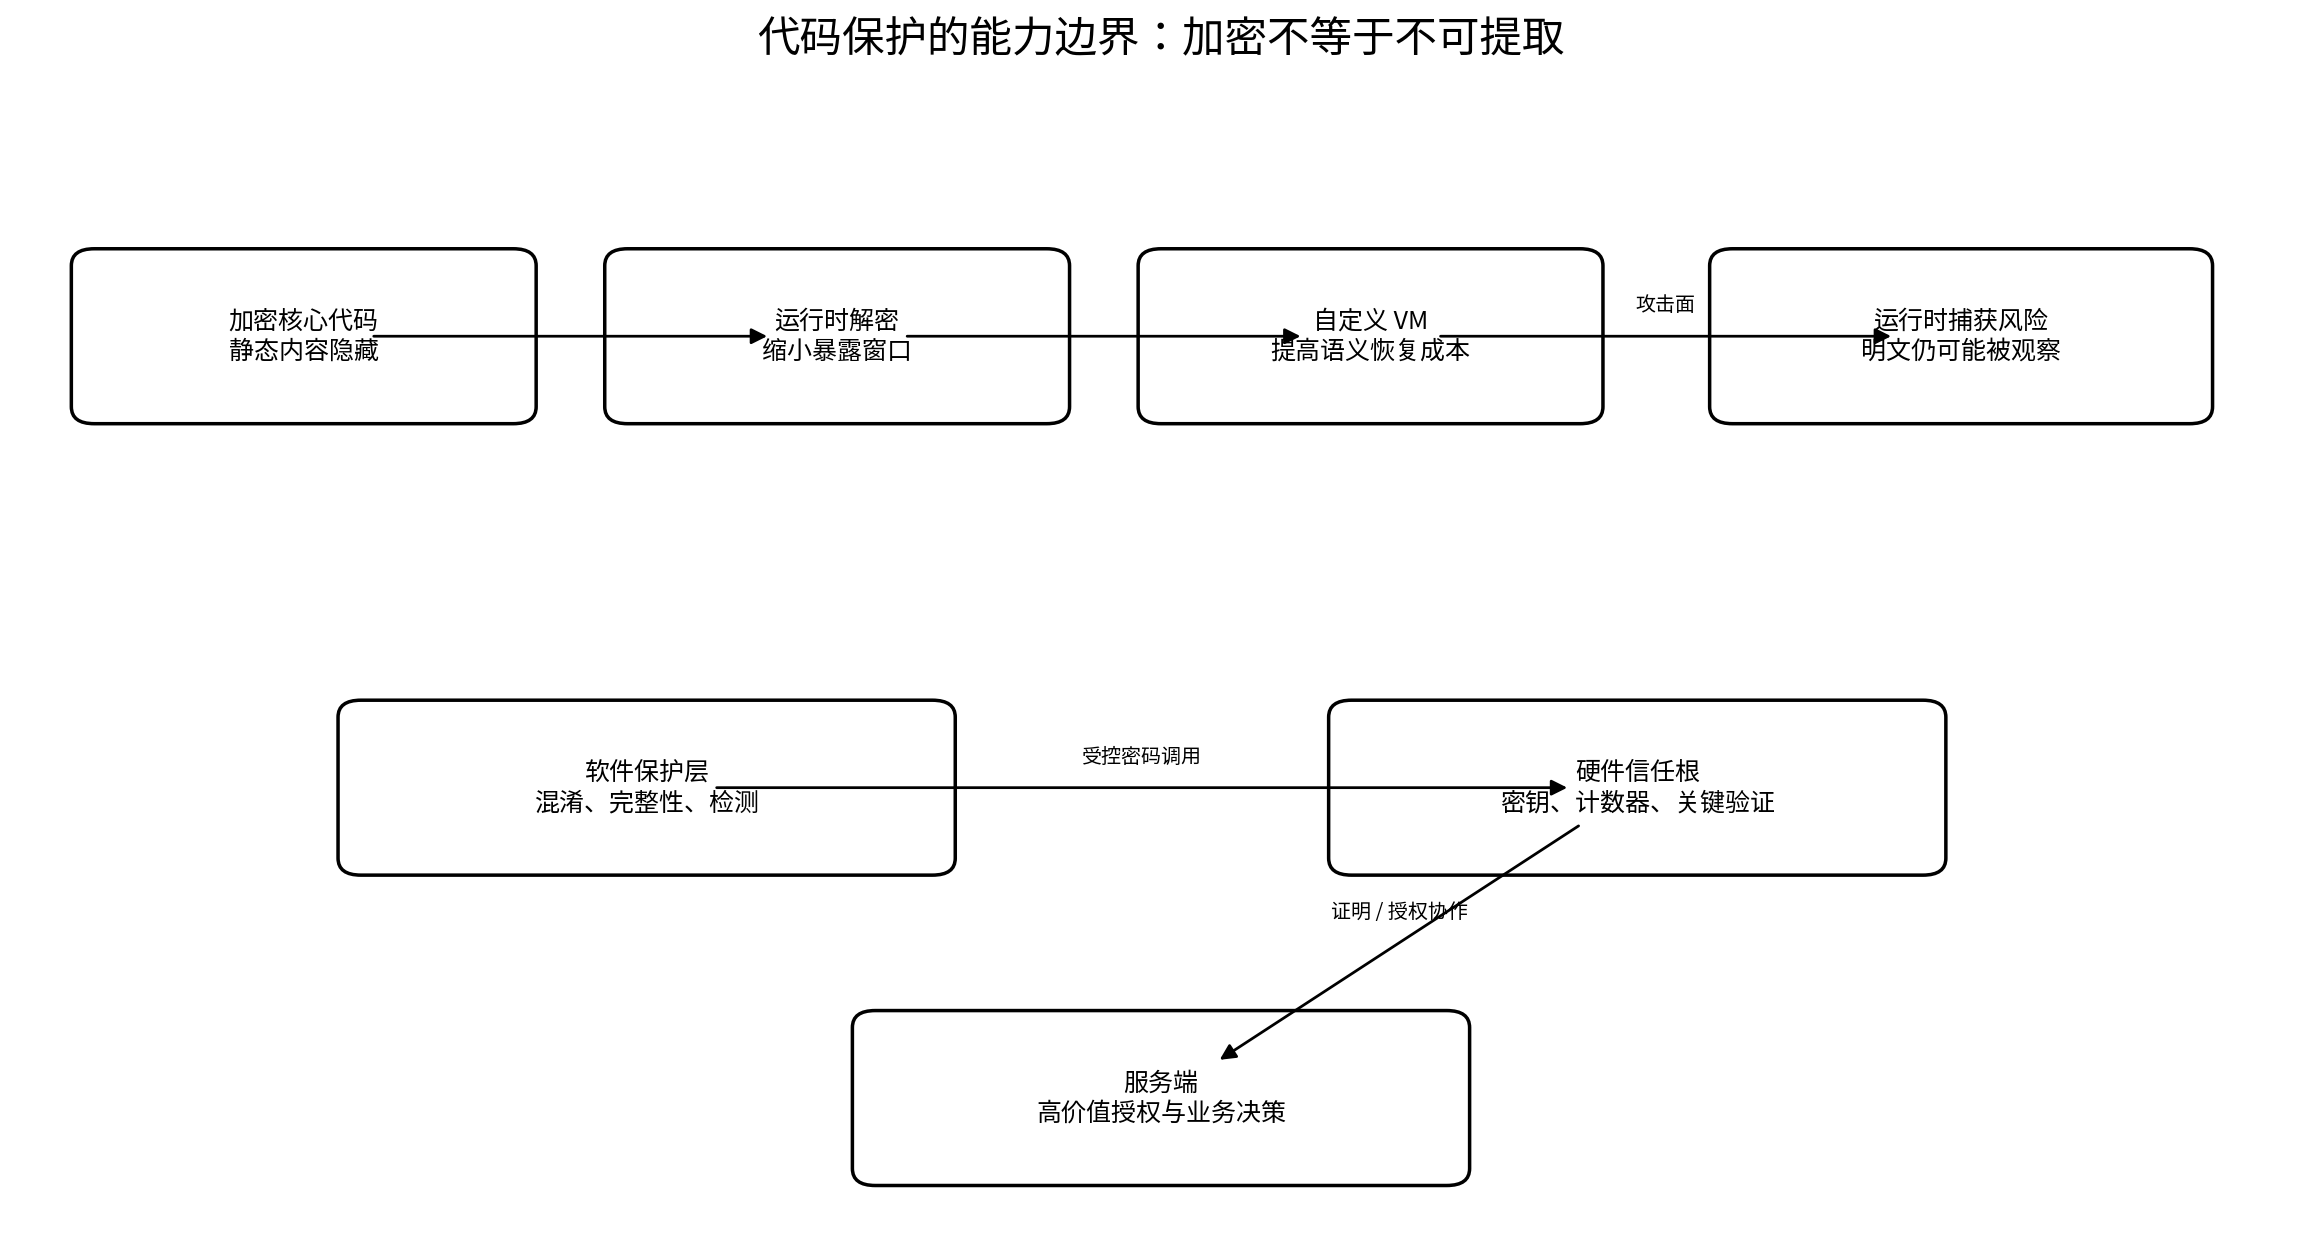 代码保护的能力边界：加密不等于不可提取
加密核心代码
静态内容隐藏
运行时解密
缩小暴露窗口
自定义 VM
提高语义恢复成本
攻击面
运行时捕获风险
明文仍可能被观察
软件保护层
混淆、完整性、检测
受控密码调用
硬件信任根
密钥、计数器、关键验证
证明 / 授权协作
服务端
高价值授权与业务决策